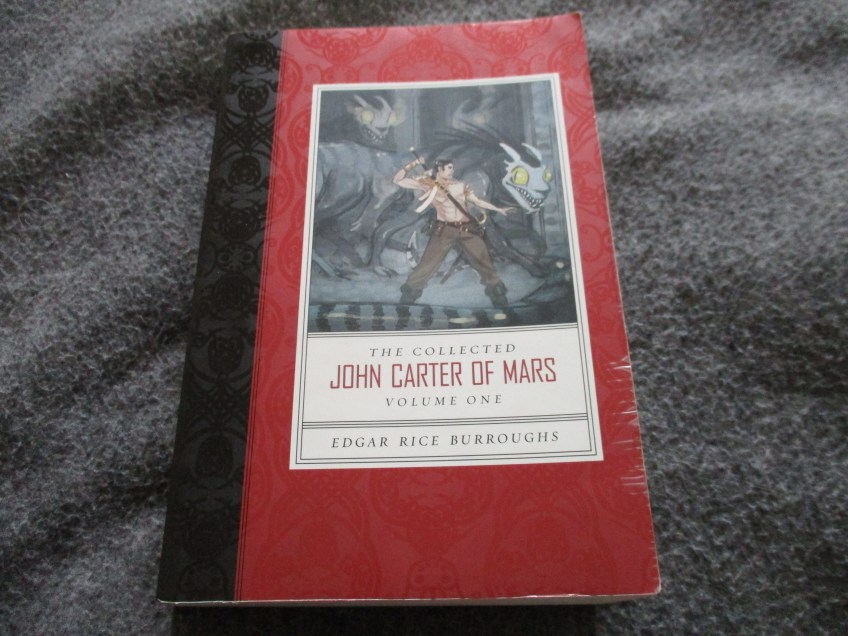 THE COLLECTED
JOHN CARTER OF MARS
VOLUME ONE
EDGAR RICE BURROUGHS